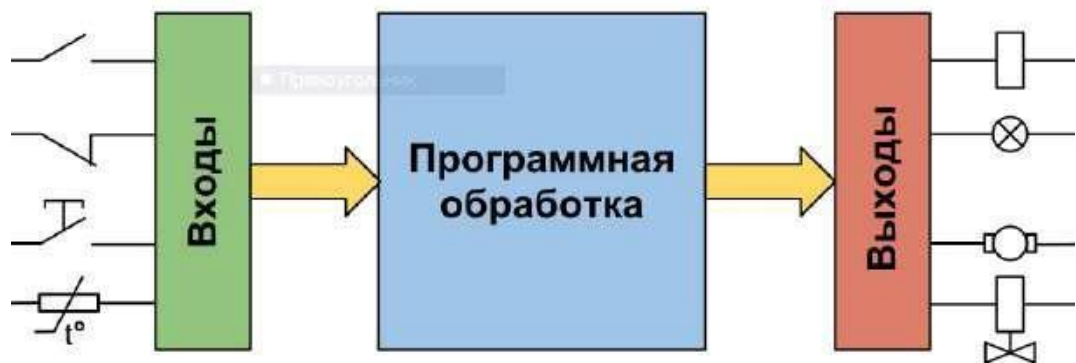 Входы
Программная
обработка
Выходы
t°